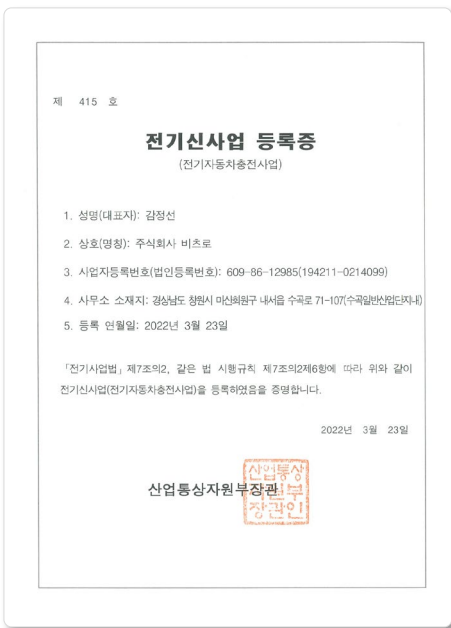 제 415 호
전기신사업 등록증
(전기자동차충전사업)
1. 성명(대표자): 감정선
2. 상호(명칭): 주식회사 비츠로
3. 사업자등록번호(법인등록번호): 609-86-12985(194211-0214099)
4. 사무소 소재지: 경상남도 창원시 마산회원구 내서읍 수곡로 71-107(수곡일반산업단지내)
5. 등록 연월일: 2022년 3월 23일
「전기사업법」제7조의2, 같은 법 시행규칙 제7조의2제6항에 따라 위와 같이
전기신사업(전기자동차충전사업)을 등록하였음을 증명합니다.
2022년 3월 23일
산업통상자원부장관
산업통상
자원부
장관인